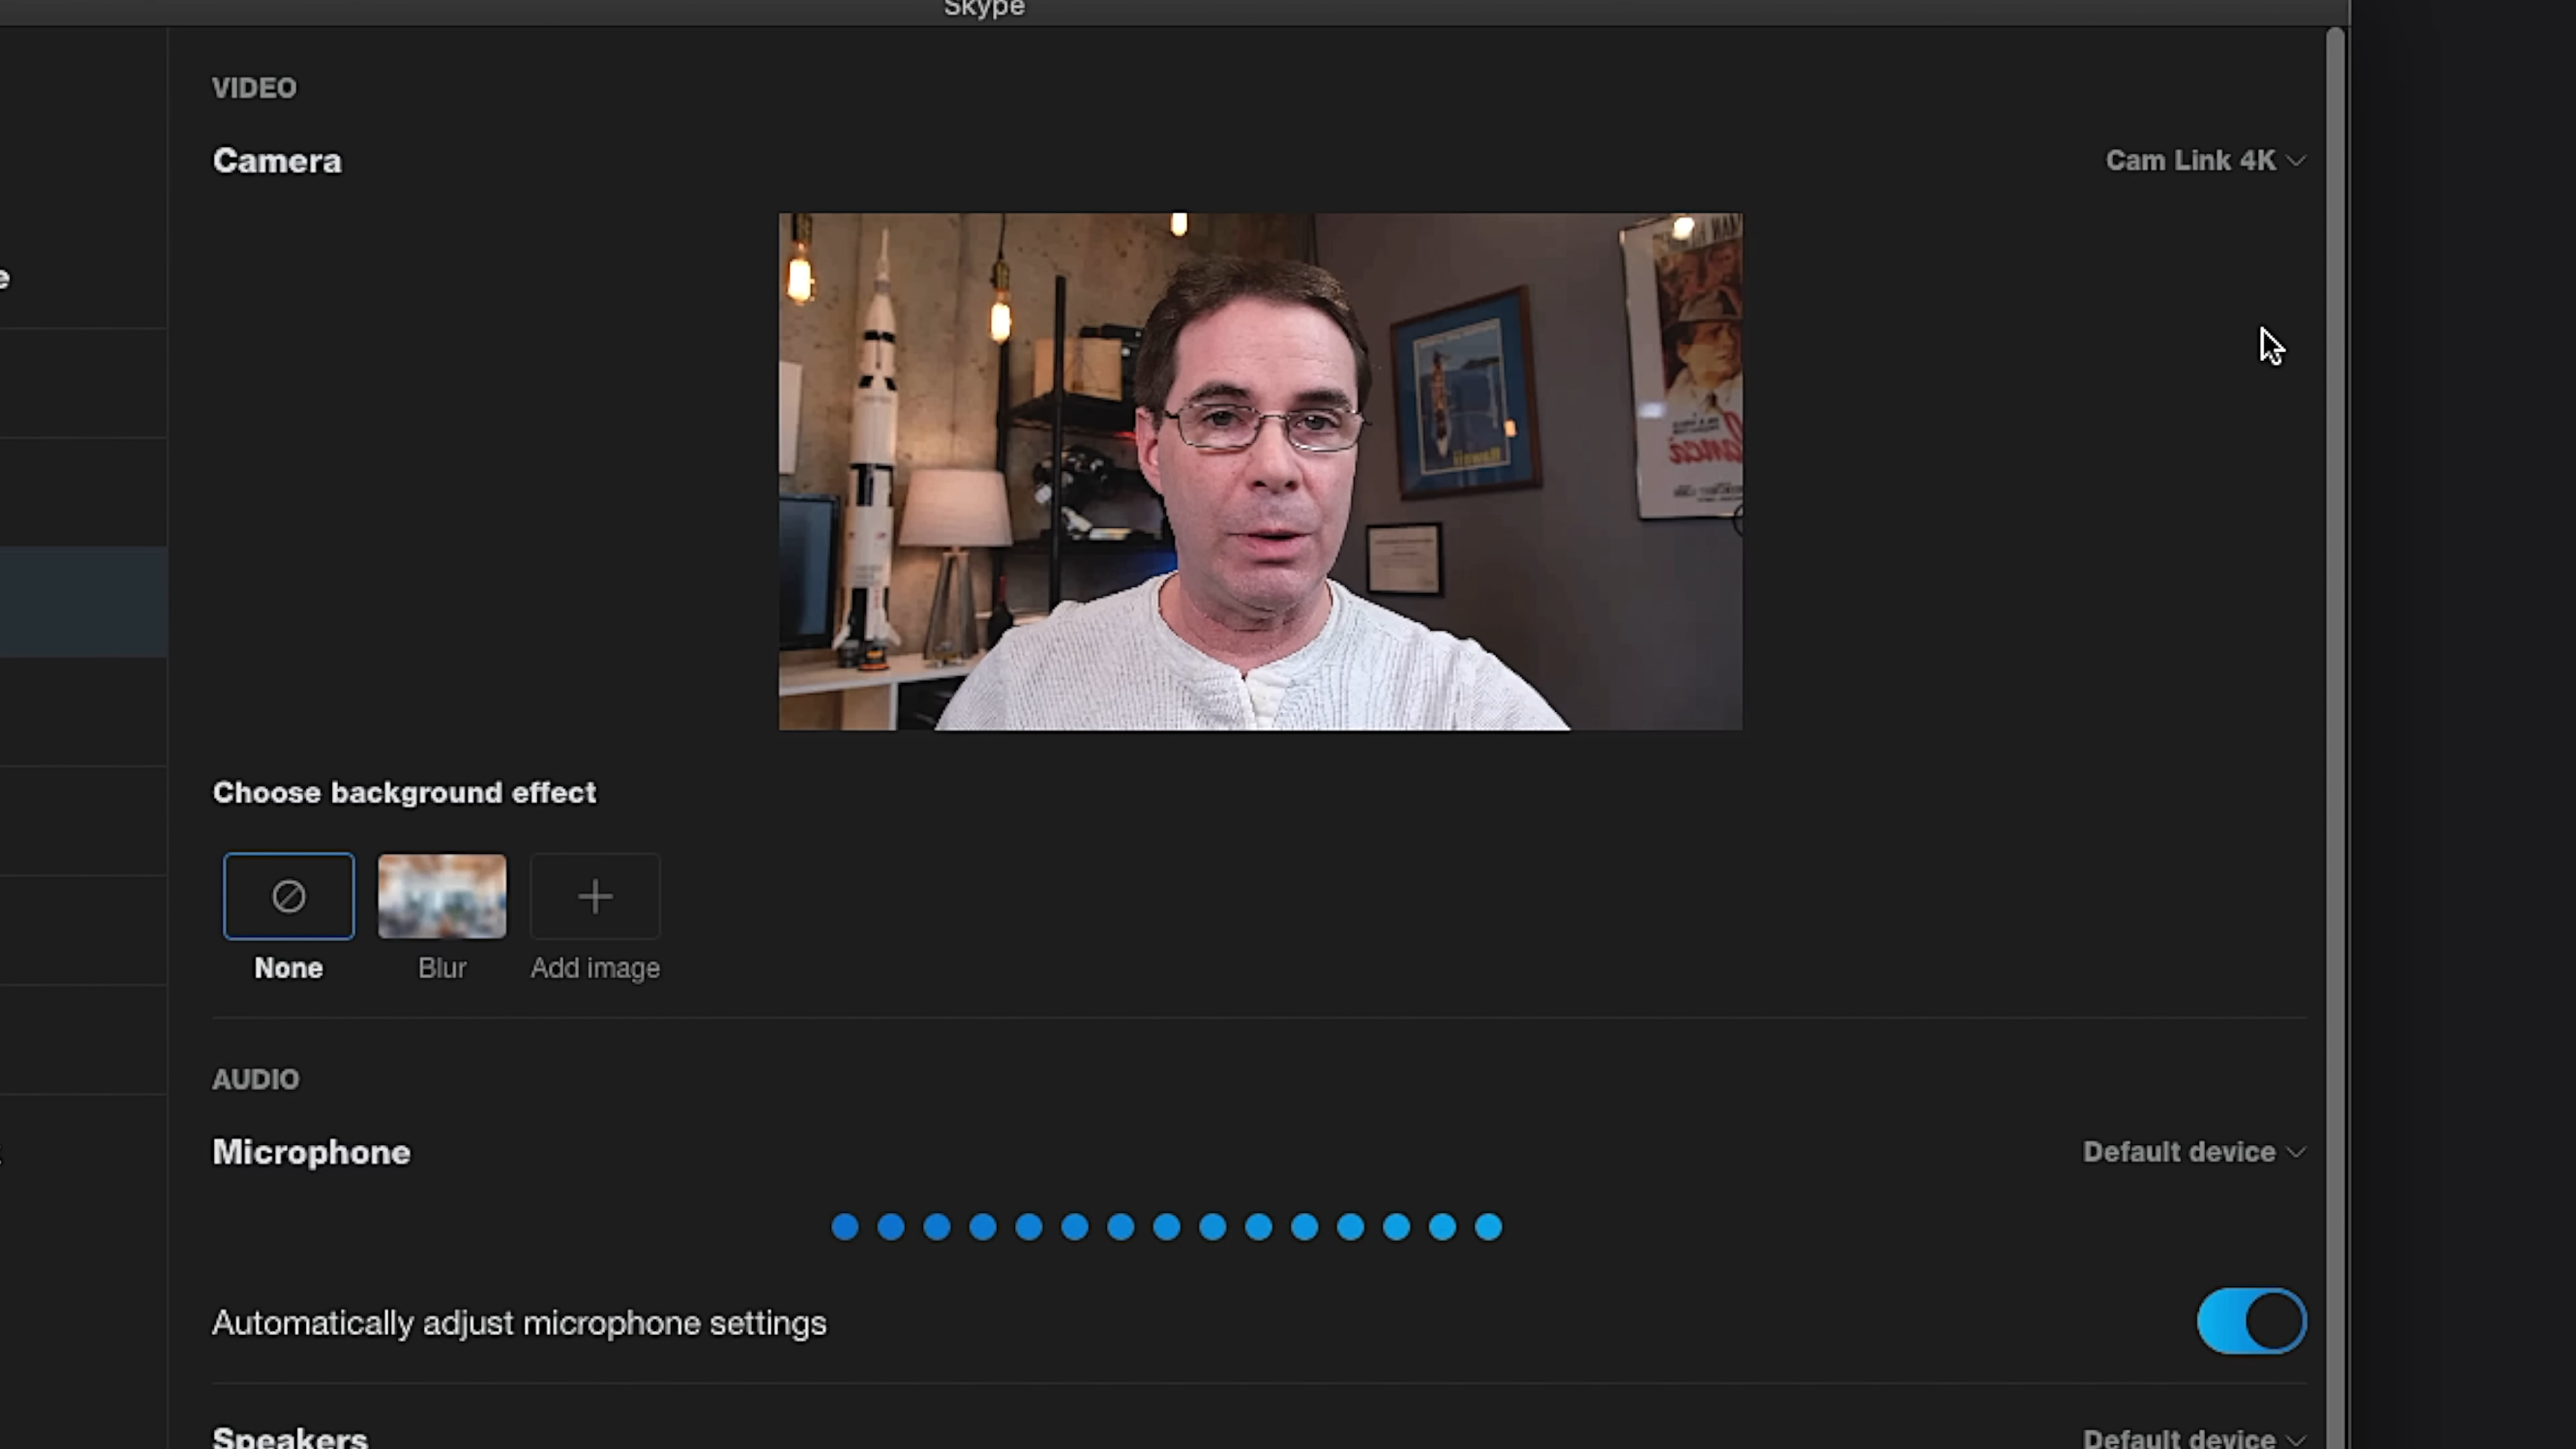 Skype
VIDEO
Camera
Cam Link 4K
e
Choose background effect
None
Blur
Add image
AUDIO
Microphone
Default device
Automatically adjust microphone settings
Speakers
Default device